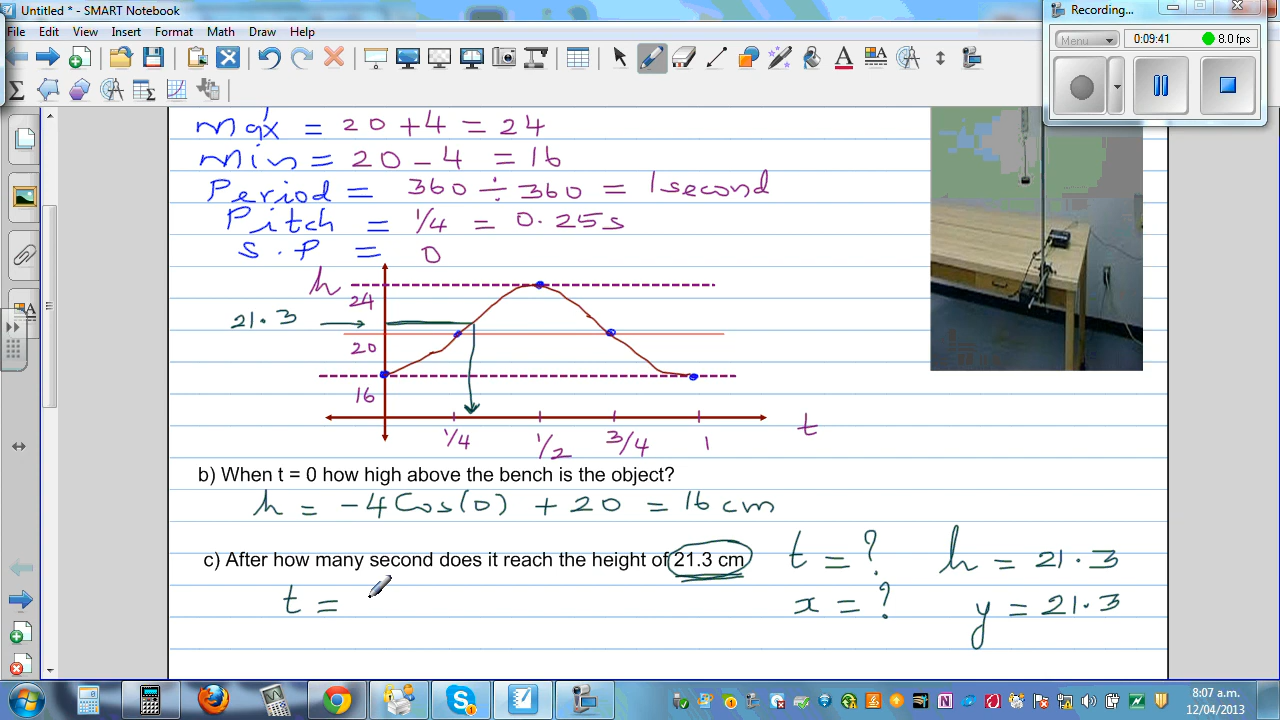 Untitled * - SMART Notebook
Recording...
File Edit View Insert Format Math Draw Help
Menu 0:09:41 8.0 fps
Max = 20 + 4 = 24
Min = 20 - 4 = 16
Period = 360 ÷ 360 = 1 second
Pitch = 1/4 = 0.25s
S.P = 0
h
24
21.3
20
16
1/4 1/2 3/4 1
t
b) When t = 0 how high above the bench is the object?
h = -4 Cos(0) + 20 = 16 cm
c) After how many second does it reach the height of 21.3 cm
t = ? h = 21.3
t =
x = ? y = 21.3
8:07 a.m.
12/04/2013